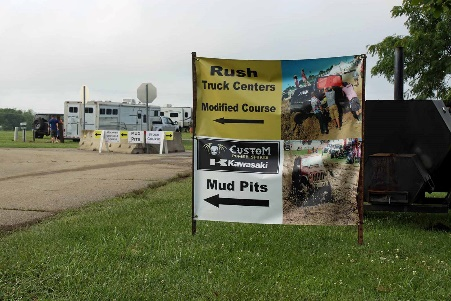 Rush
Truck Centers
Modified Course
CUSTOM
Kawasaki
Mud Pits